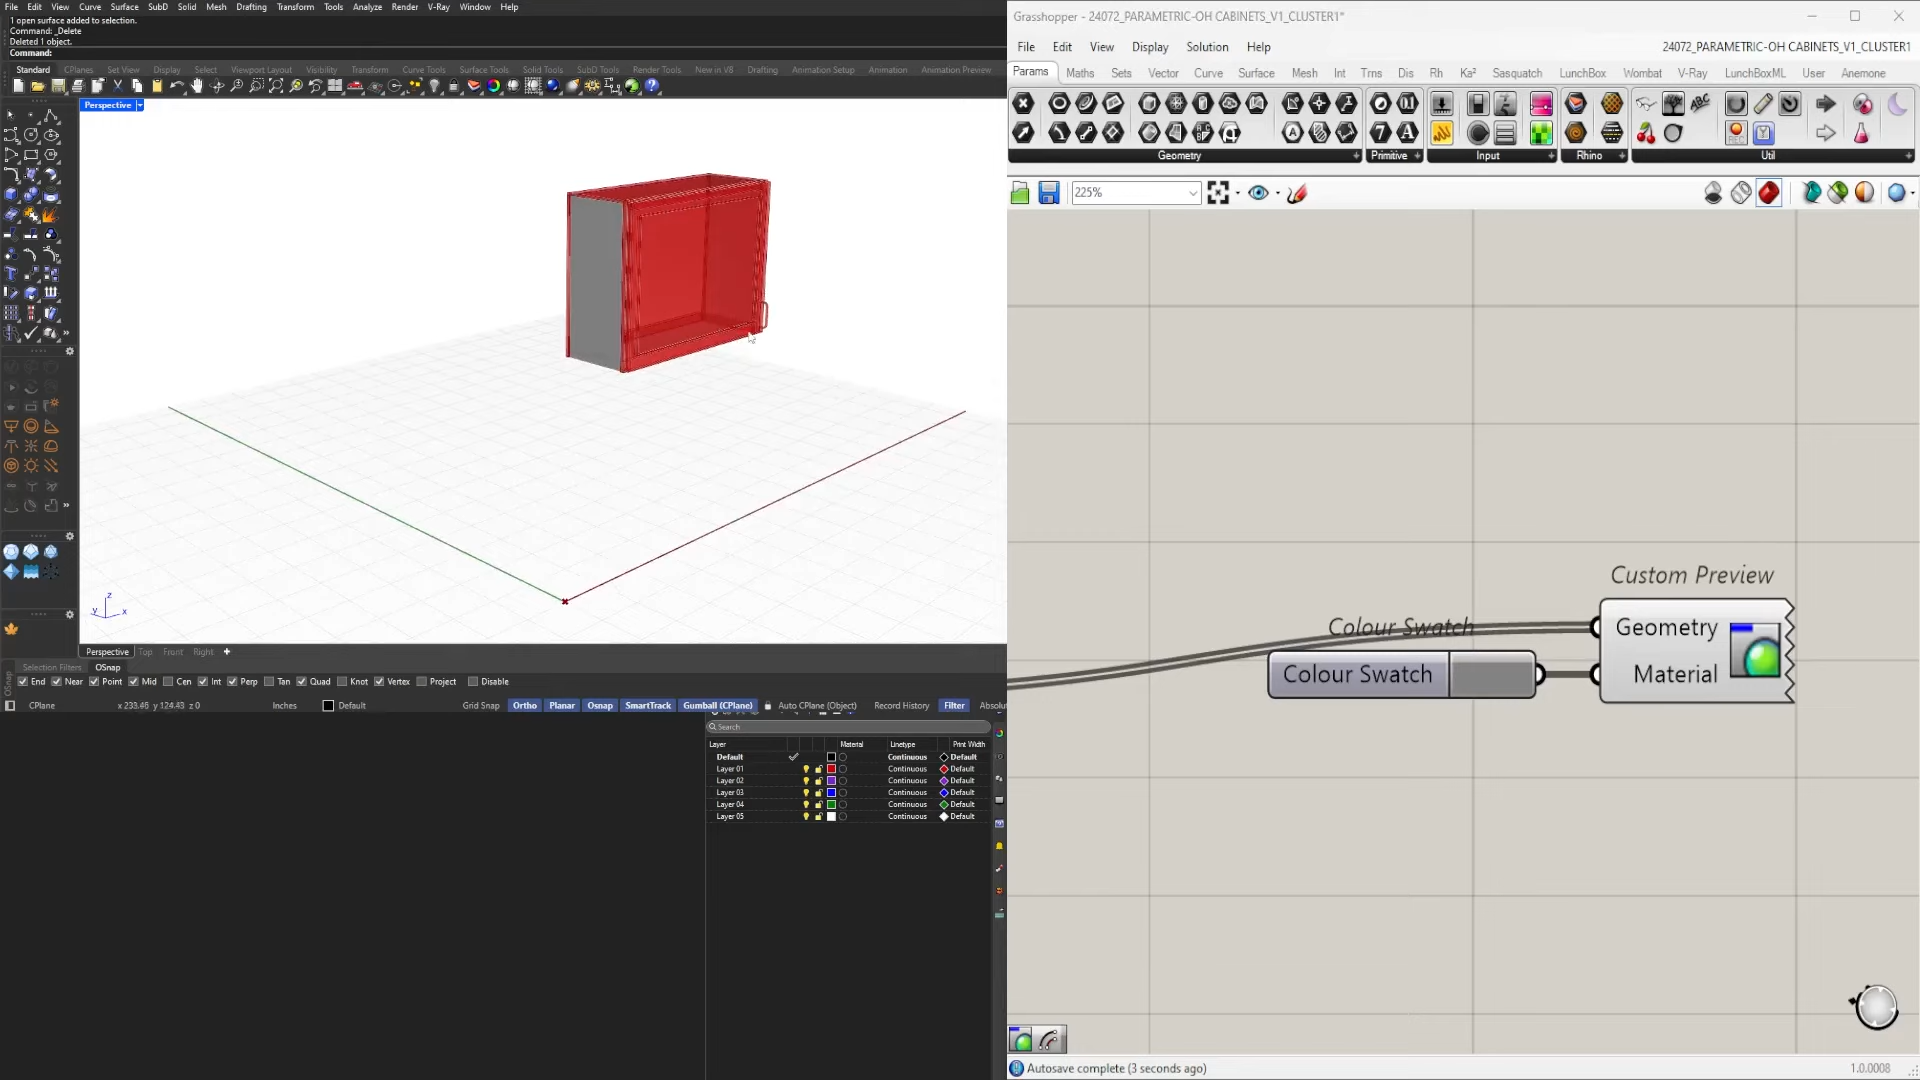 File Edit View Curve Surface SubD Solid Mesh Drafting Transform Tools Analyze Render V-Ray Window Help
1 open surface added to selection.
Command: _Delete
Deleted 1 object.
Command:
Standard CPlanes Set View Display Select Viewport Layout Visibility Transform Curve Tools Surface Tools Solid Tools SubD Tools Render Tools New in V8 Drafting Animation Setup Animation Animation Preview
Perspective
z
y x
Perspective Top Front Right
Selection Filters OSnap
OSnap
End Near Point Mid Cen Int Perp Tan Quad Knot Vertex Project Disable
CPlane x 233.46 y 124.43 z 0 Inches Default Grid Snap Ortho Planar Osnap SmartTrack Gumball (CPlane) Auto CPlane (Object) Record History Filter Absolu
Search
Layer Material Linetype Print Width
Default Continuous Default
Layer 01 Continuous Default
Layer 02 Continuous Default
Layer 03 Continuous Default
Layer 04 Continuous Default
Layer 05 Continuous Default
Grasshopper - 24072_PARAMETRIC-OH CABINETS_V1_CLUSTER1*
File Edit View Display Solution Help 24072_PARAMETRIC-OH CABINETS_V1_CLUSTER1*
Params Maths Sets Vector Curve Surface Mesh Int Trns Dis Rh Ka² Sasquatch LunchBox Wombat V-Ray LunchBoxML User Anemone
Geometry Primitive Input Rhino Util
225%
Custom Preview
Colour Swatch
Geometry
Colour Swatch
Material
Autosave complete (3 seconds ago) 1.0.0008